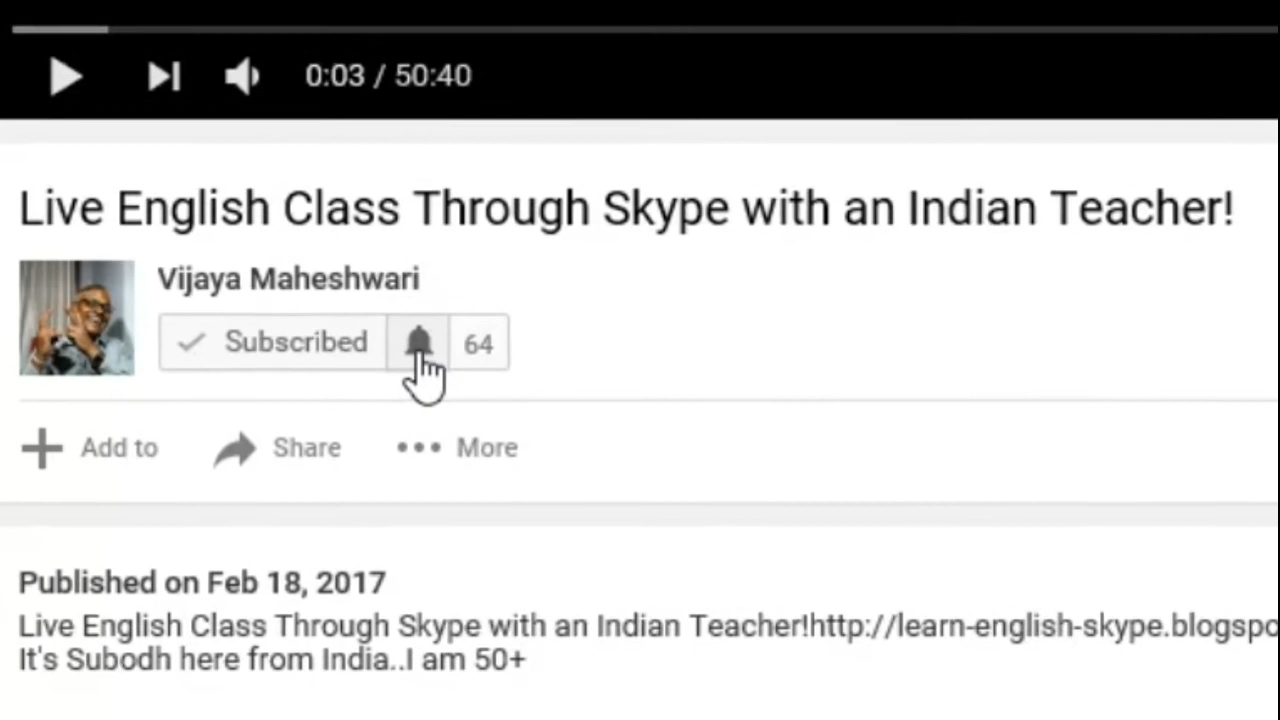 0:03 / 50:40
Live English Class Through Skype with an Indian Teacher!
Vijaya Maheshwari
Subscribed 64
Add to Share More
Published on Feb 18, 2017
Live English Class Through Skype with an Indian Teacher!http://learn-english-skype.blogspo
It's Subodh here from India..I am 50+